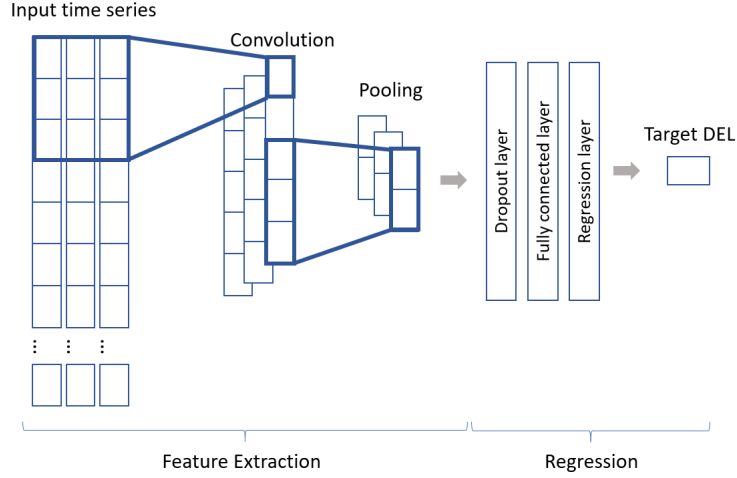 Input time series
Convolution
Pooling
Dropout layer
Fully connected layer
Regression layer
Target DEL
... ... ...
Feature Extraction
Regression